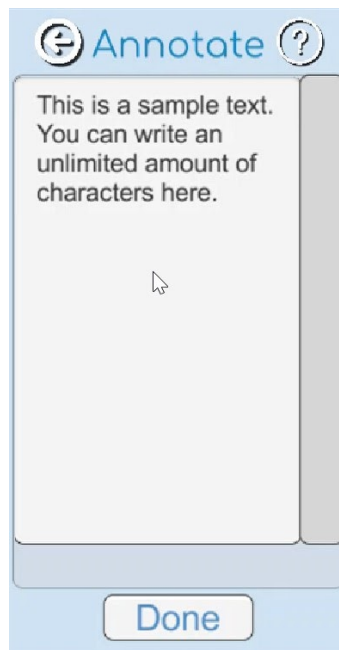 Annotate ?
This is a sample text.
You can write an
unlimited amount of
characters here.
Done